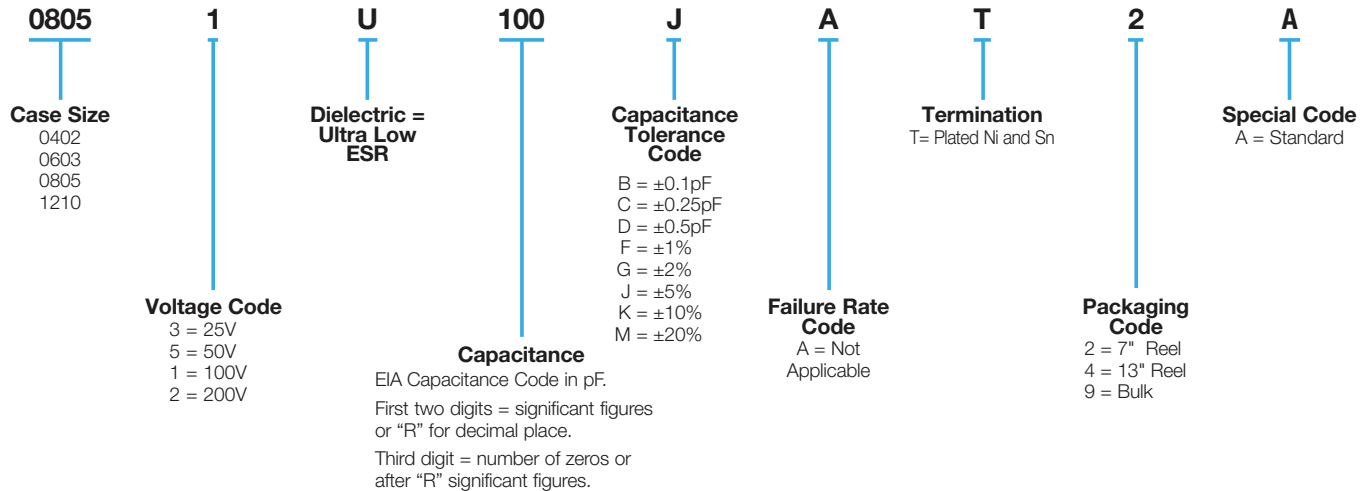 0805 1 U 100 J A T 2 A
Case Size
0402
0603
0805
1210
Voltage Code
3 = 25V
5 = 50V
1 = 100V
2 = 200V
Dielectric =
Ultra Low
ESR
Capacitance
EIA Capacitance Code in pF.
First two digits = significant figures
or “R” for decimal place.
Third digit = number of zeros or
after “R” significant figures.
Capacitance
Tolerance
Code
B = ±0.1pF
C = ±0.25pF
D = ±0.5pF
F = ±1%
G = ±2%
J = ±5%
K = ±10%
M = ±20%
Failure Rate
Code
A = Not
Applicable
Termination
T= Plated Ni and Sn
Packaging
Code
2 = 7" Reel
4 = 13" Reel
9 = Bulk
Special Code
A = Standard